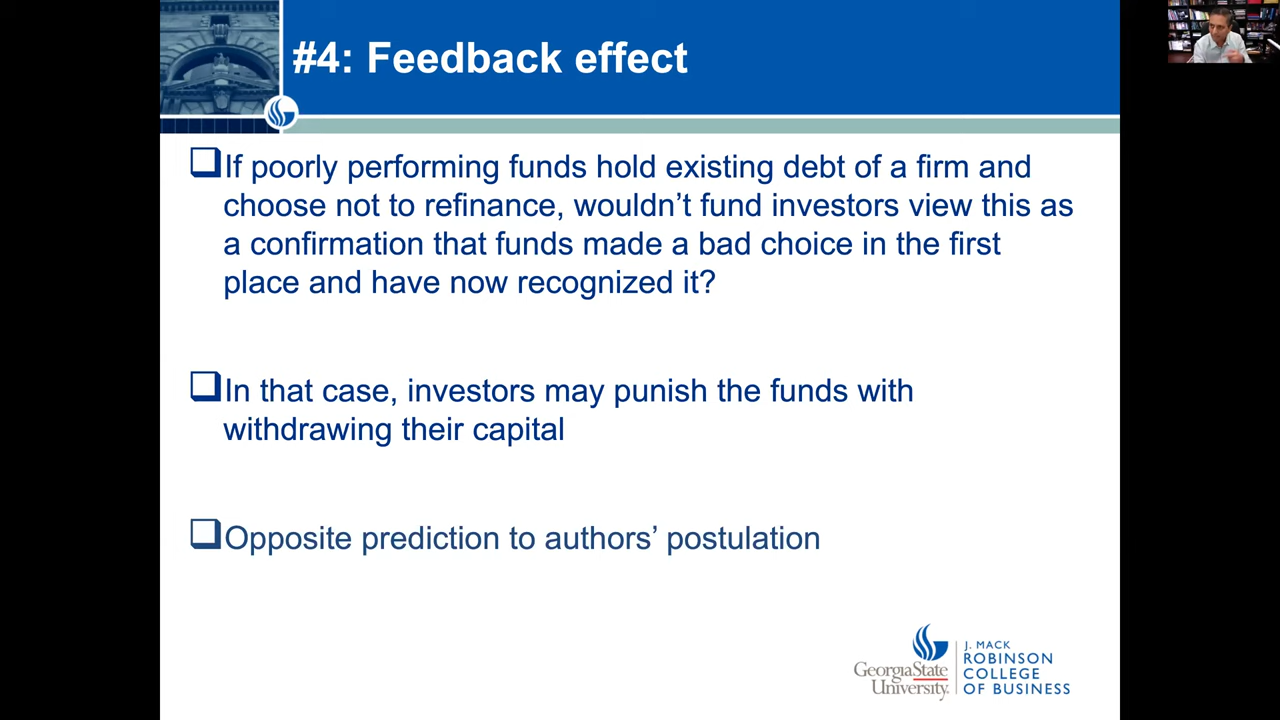 #4: Feedback effect
If poorly performing funds hold existing debt of a firm and
choose not to refinance, wouldn’t fund investors view this as
a confirmation that funds made a bad choice in the first
place and have now recognized it?
In that case, investors may punish the funds with
withdrawing their capital
Opposite prediction to authors’ postulation
GeorgiaState
University.
J. MACK
ROBINSON
COLLEGE
OF BUSINESS